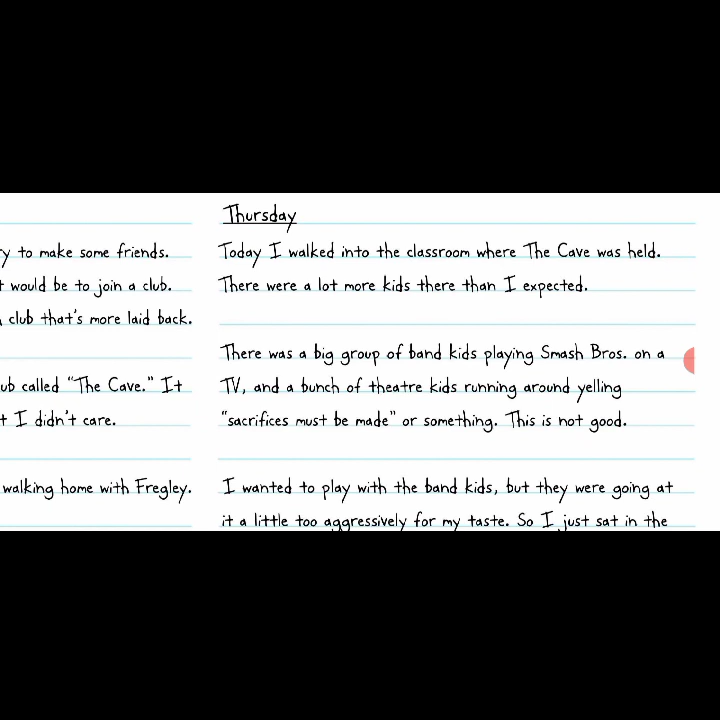 y to make some friends.
t would be to join a club.
club that's more laid back.
ub called "The Cave." It
t I didn't care.
walking home with Fregley.
Thursday
Today I walked into the classroom where The Cave was held.
There were a lot more kids there than I expected.
There was a big group of band kids playing Smash Bros. on a
TV, and a bunch of theatre kids running around yelling
"sacrifices must be made" or something. This is not good.
I wanted to play with the band kids, but they were going at
it a little too aggressively for my taste. So I just sat in the